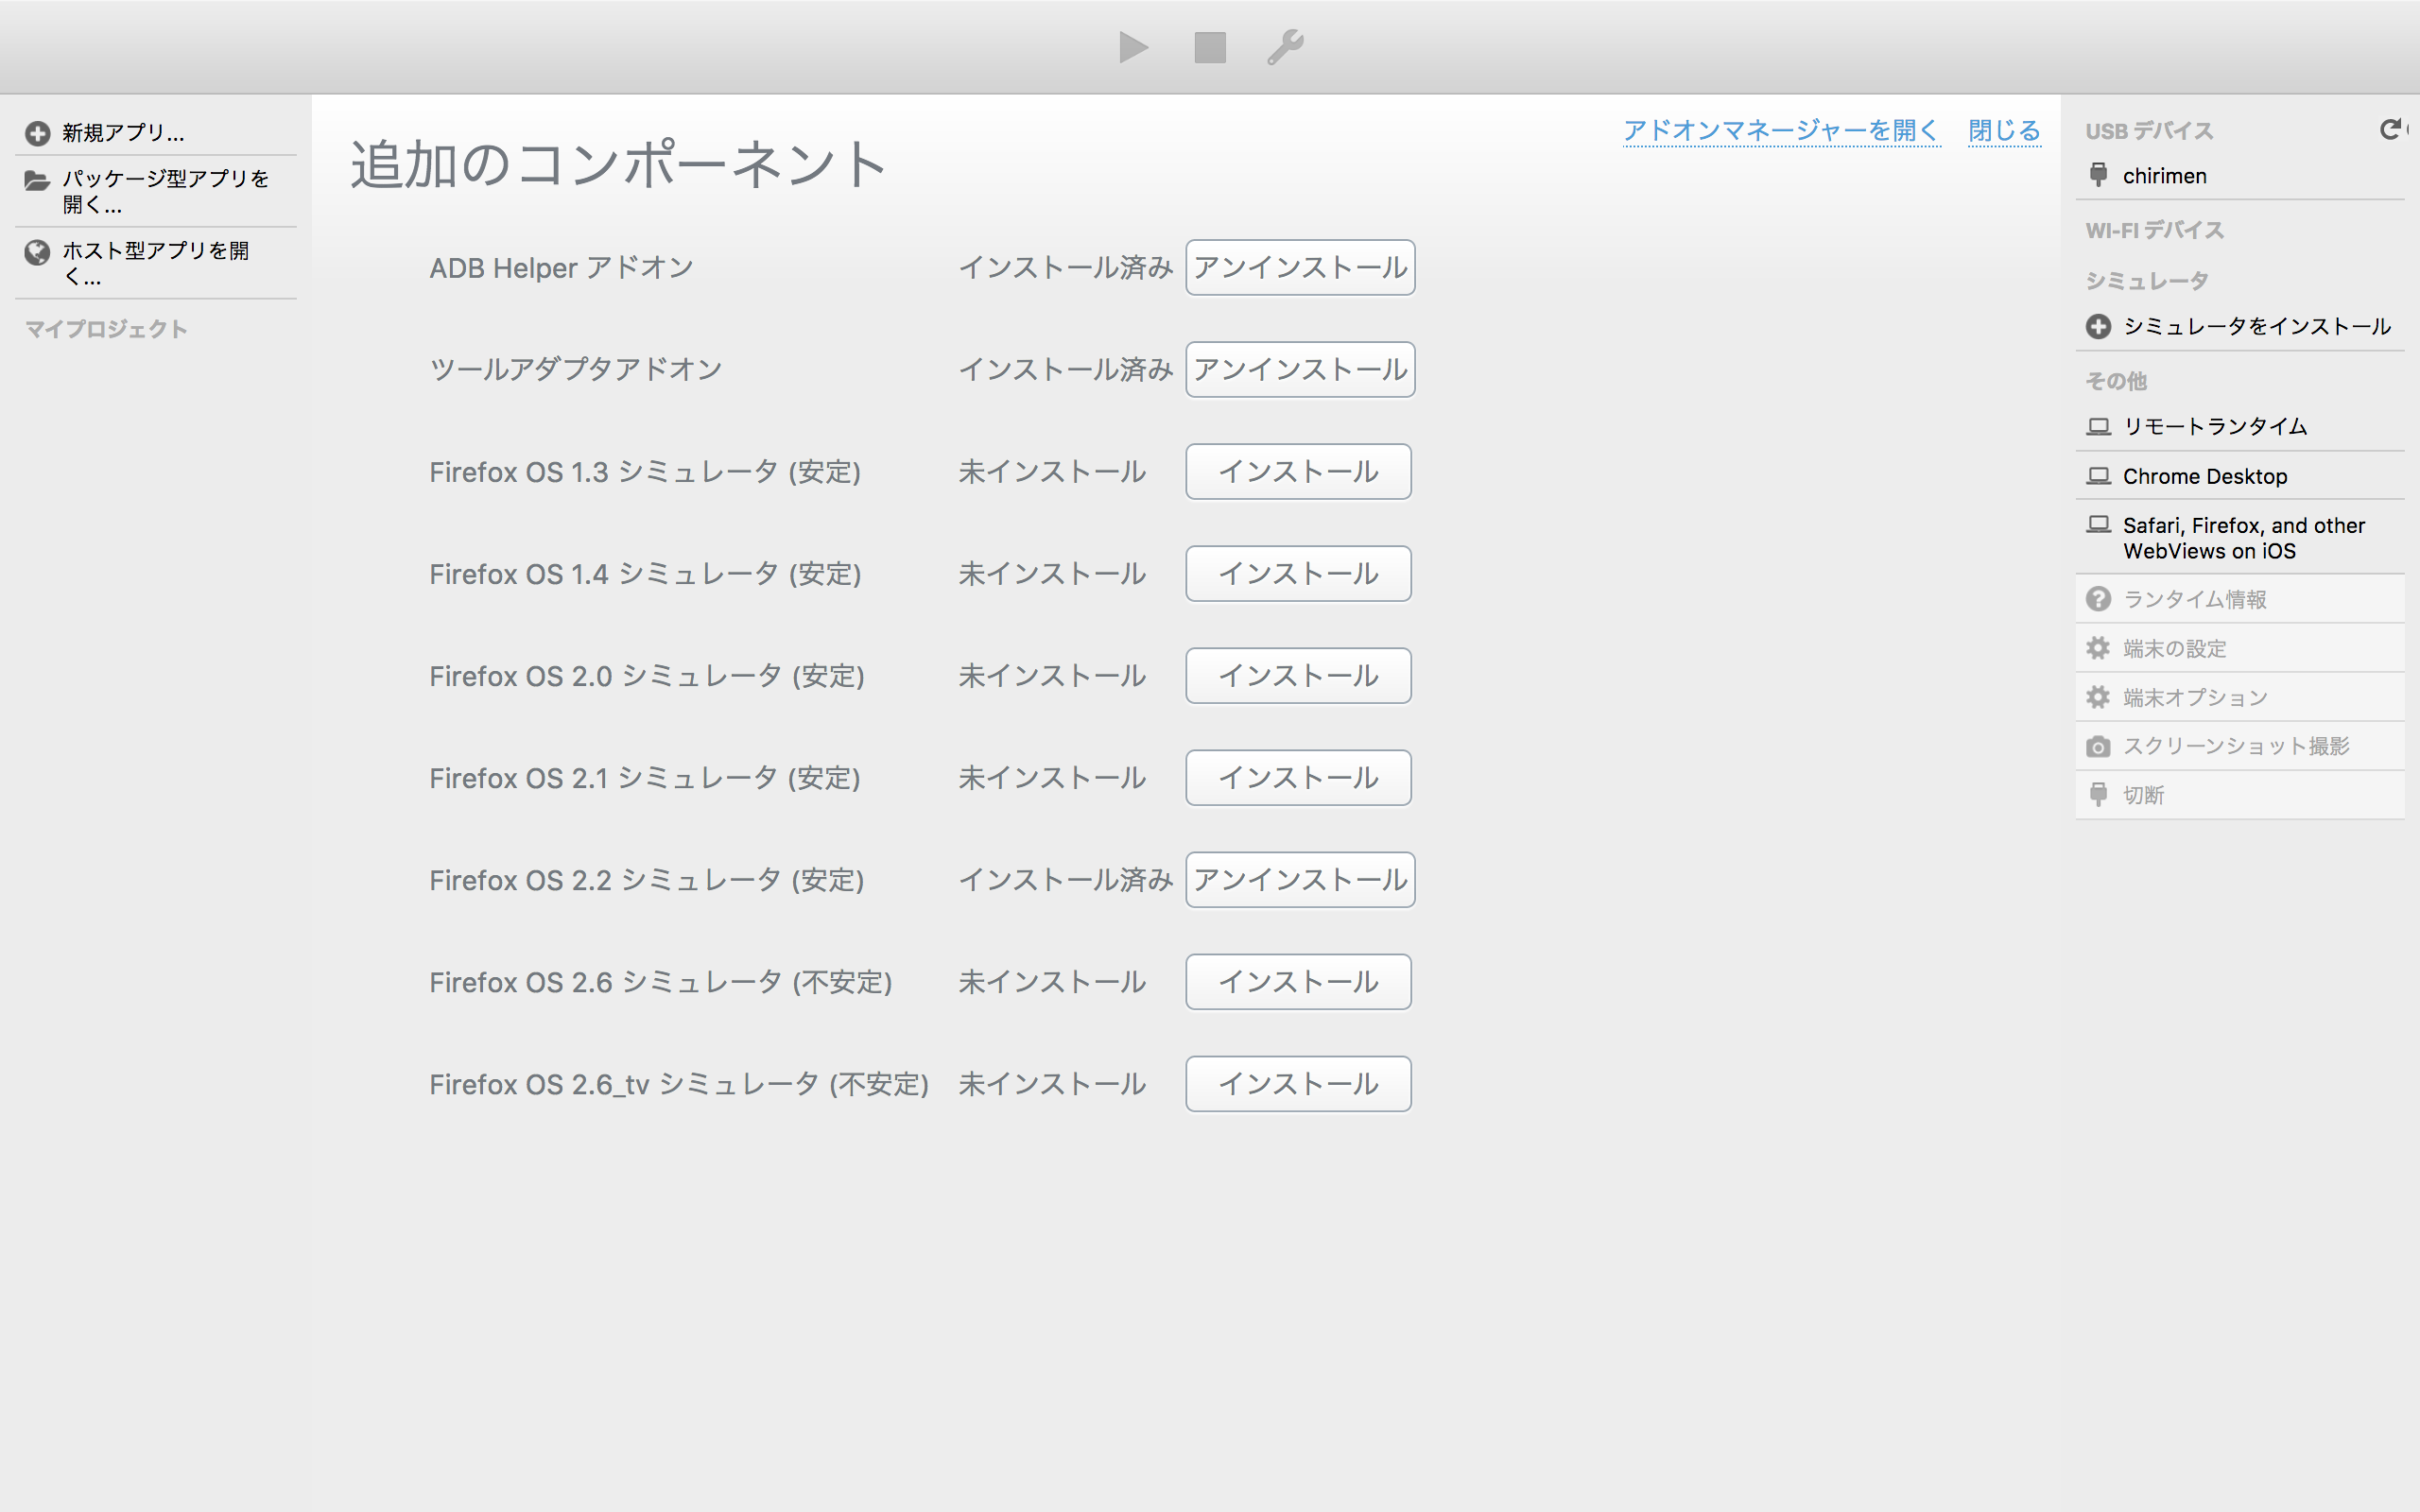 新規アプリ...
パッケージ型アプリを
開く...
ホスト型アプリを開
く...
マイプロジェクト
追加のコンポーネント
アドオンマネージャーを開く 閉じる
ADB Helper アドオン インストール済み アンインストール
ツールアダプタアドオン インストール済み アンインストール
Firefox OS 1.3 シミュレータ (安定) 未インストール インストール
Firefox OS 1.4 シミュレータ (安定) 未インストール インストール
Firefox OS 2.0 シミュレータ (安定) 未インストール インストール
Firefox OS 2.1 シミュレータ (安定) 未インストール インストール
Firefox OS 2.2 シミュレータ (安定) インストール済み アンインストール
Firefox OS 2.6 シミュレータ (不安定) 未インストール インストール
Firefox OS 2.6_tv シミュレータ (不安定) 未インストール インストール
USB デバイス
chirimen
WI-FI デバイス
シミュレータ
シミュレータをインストール
その他
リモートランタイム
Chrome Desktop
Safari, Firefox, and other
WebViews on iOS
ランタイム情報
端末の設定
端末オプション
スクリーンショット撮影
切断